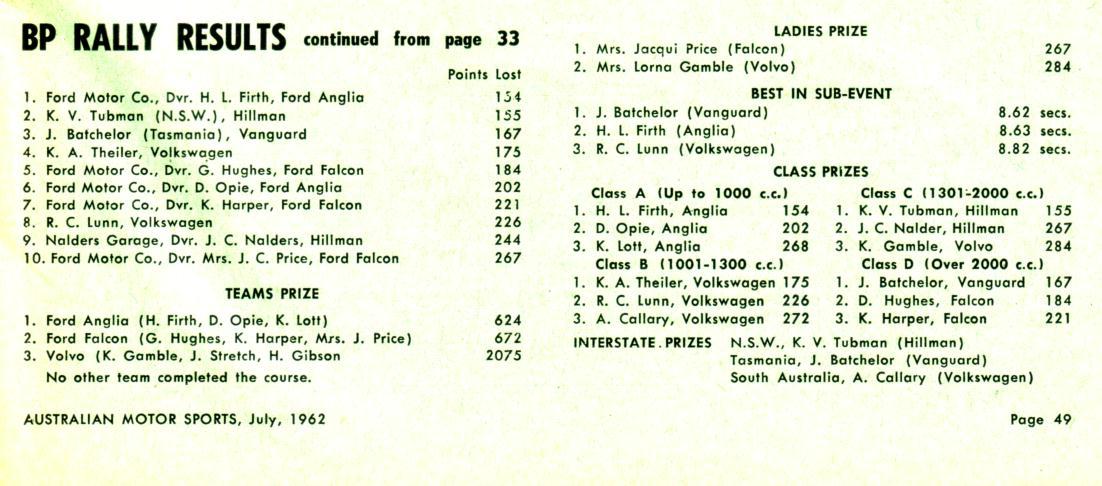 BP RALLY RESULTS continued from page 33
Points Lost
1. Ford Motor Co., Dvr. H. L. Firth, Ford Anglia 154
2. K. V. Tubman (N.S.W.), Hillman 155
3. J. Batchelor (Tasmania), Vanguard 167
4. K. A. Theiler, Volkswagen 175
5. Ford Motor Co., Dvr. G. Hughes, Ford Falcon 184
6. Ford Motor Co., Dvr. D. Opie, Ford Anglia 202
7. Ford Motor Co., Dvr. K. Harper, Ford Falcon 221
8. R. C. Lunn, Volkswagen 226
9. Nalders Garage, Dvr. J. C. Nalders, Hillman 244
10. Ford Motor Co., Dvr. Mrs. J. C. Price, Ford Falcon 267
TEAMS PRIZE
1. Ford Anglia (H. Firth, D. Opie, K. Lott) 624
2. Ford Falcon (G. Hughes, K. Harper, Mrs. J. Price) 672
3. Volvo (K. Gamble, J. Stretch, H. Gibson 2075
No other team completed the course.
LADIES PRIZE
1. Mrs. Jacqui Price (Falcon) 267
2. Mrs. Lorna Gamble (Volvo) 284
BEST IN SUB-EVENT
1. J. Batchelor (Vanguard) 8.62 secs.
2. H. L. Firth (Anglia) 8.63 secs.
3. R. C. Lunn (Volkswagen) 8.82 secs.
CLASS PRIZES
Class A (Up to 1000 c.c.)
1. H. L. Firth, Anglia 154
2. D. Opie, Anglia 202
3. K. Lott, Anglia 268
Class B (1001-1300 c.c.)
1. K. A. Theiler, Volkswagen 175
2. R. C. Lunn, Volkswagen 226
3. A. Callary, Volkswagen 272
Class C (1301-2000 c.c.)
1. K. V. Tubman, Hillman 155
2. J. C. Nalder, Hillman 267
3. K. Gamble, Volvo 284
Class D (Over 2000 c.c.)
1. J. Batchelor, Vanguard 167
2. D. Hughes, Falcon 184
3. K. Harper, Falcon 221
INTERSTATE PRIZES N.S.W., K. V. Tubman (Hillman)
Tasmania, J. Batchelor (Vanguard)
South Australia, A. Callary (Volkswagen)
AUSTRALIAN MOTOR SPORTS, July, 1962
Page 49